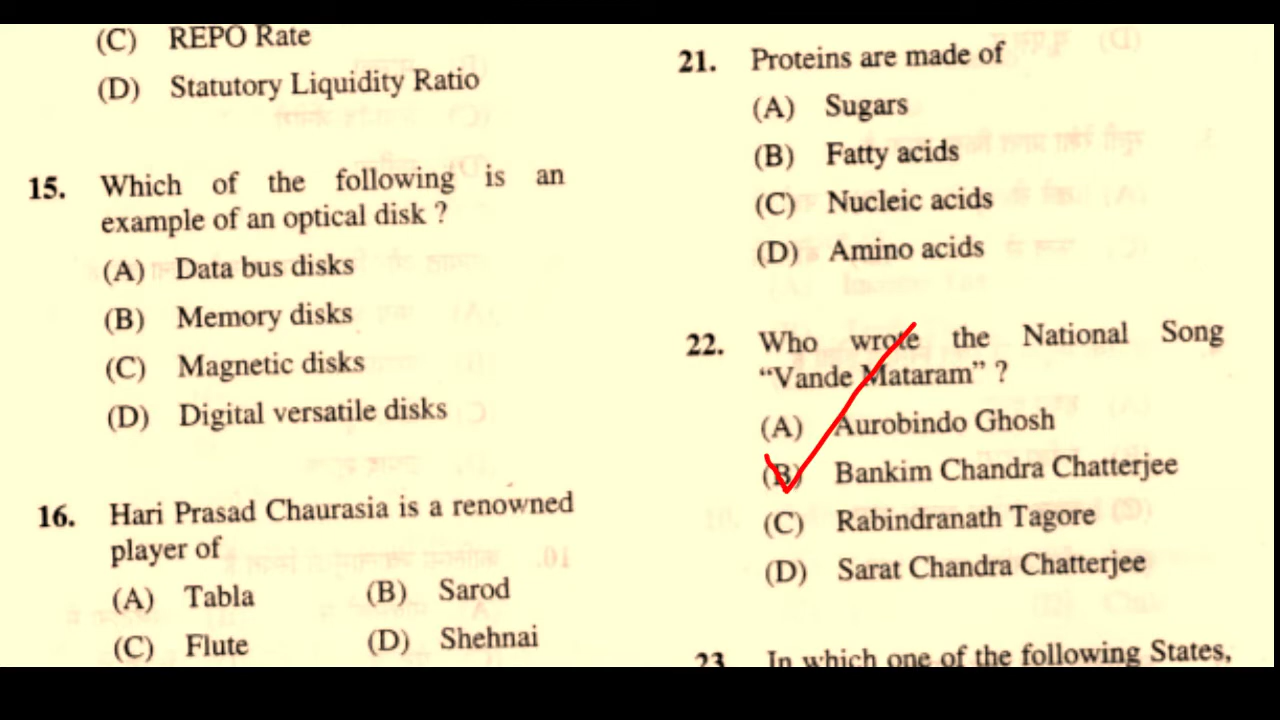 (C) REPO Rate
(D) Statutory Liquidity Ratio
15. Which of the following is an
example of an optical disk ?
(A) Data bus disks
(B) Memory disks
(C) Magnetic disks
(D) Digital versatile disks
16. Hari Prasad Chaurasia is a renowned
player of
(A) Tabla (B) Sarod
(C) Flute (D) Shehnai
21. Proteins are made of
(A) Sugars
(B) Fatty acids
(C) Nucleic acids
(D) Amino acids
22. Who wrote the National Song
“Vande Mataram” ?
(A) Aurobindo Ghosh
(B) Bankim Chandra Chatterjee
(C) Rabindranath Tagore
(D) Sarat Chandra Chatterjee
23 In which one of the following States,